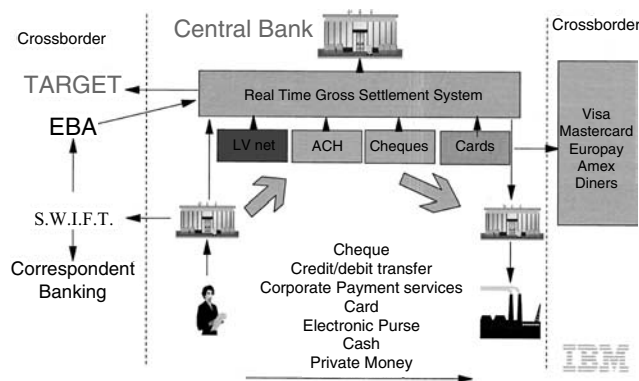 Crossborder
Central Bank
Crossborder
TARGET
EBA
Real Time Gross Settlement System
LV net
ACH
Cheques
Cards
Visa
Mastercard
Europay
Amex
Diners
S.W.I.F.T.
Correspondent
Banking
Cheque
Credit/debit transfer
Corporate Payment services
Card
Electronic Purse
Cash
Private Money
IBM